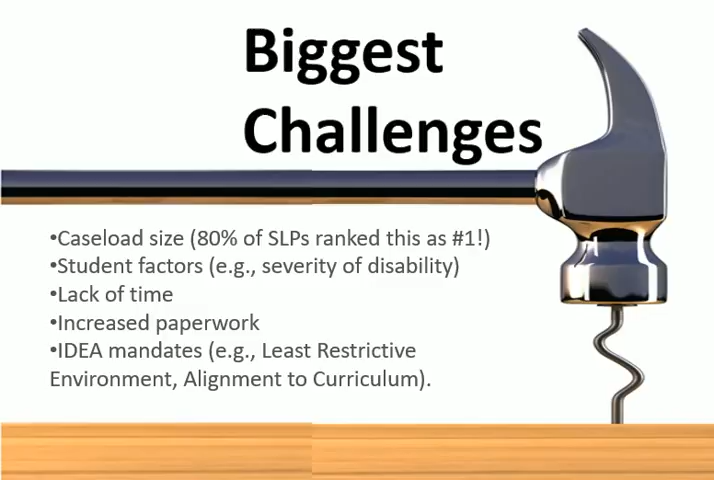 Biggest
Challenges
•Caseload size (80% of SLPs ranked this as #1!)
•Student factors (e.g., severity of disability)
•Lack of time
•Increased paperwork
•IDEA mandates (e.g., Least Restrictive
Environment, Alignment to Curriculum).